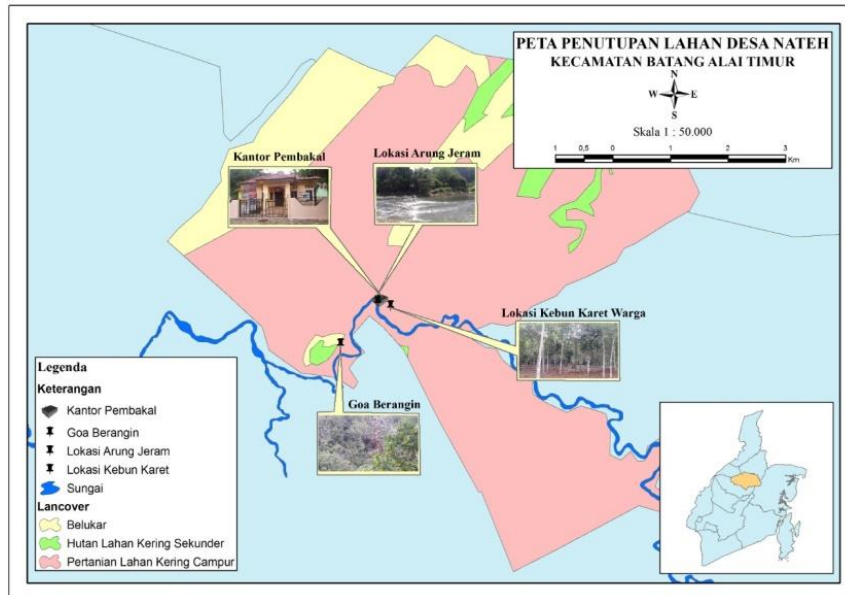 PETA PENUTUPAN LAHAN DESA NATEH
KECAMATAN BATANG ALAI TIMUR
N
W E
S
Skala 1 : 50.000
1 0,5 0 1 2 3
Km
Kantor Pembakal
Lokasi Arung Jeram
Lokasi Kebun Karet Warga
Goa Berangin
Legenda
Keterangan
Kantor Pembakal
Goa Berangin
Lokasi Arung Jeram
Lokasi Kebun Karet
Sungai
Lancover
Belukar
Hutan Lahan Kering Sekunder
Pertanian Lahan Kering Campur